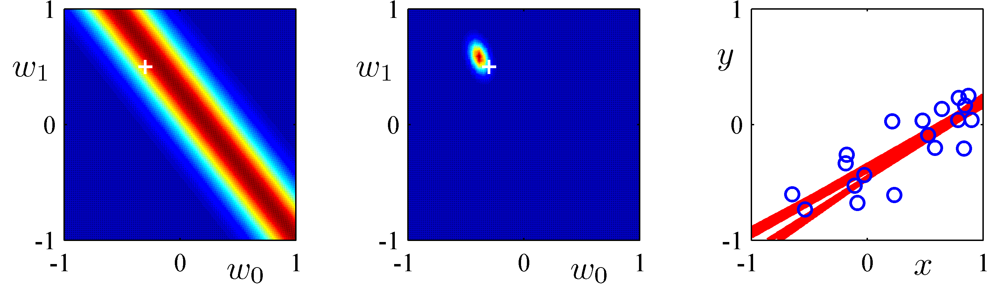 1 1 1
w₁ w₁ y
0 0 0
-1 -1 -1
-1 0 w₀ 1 -1 0 w₀ 1 -1 0 x 1